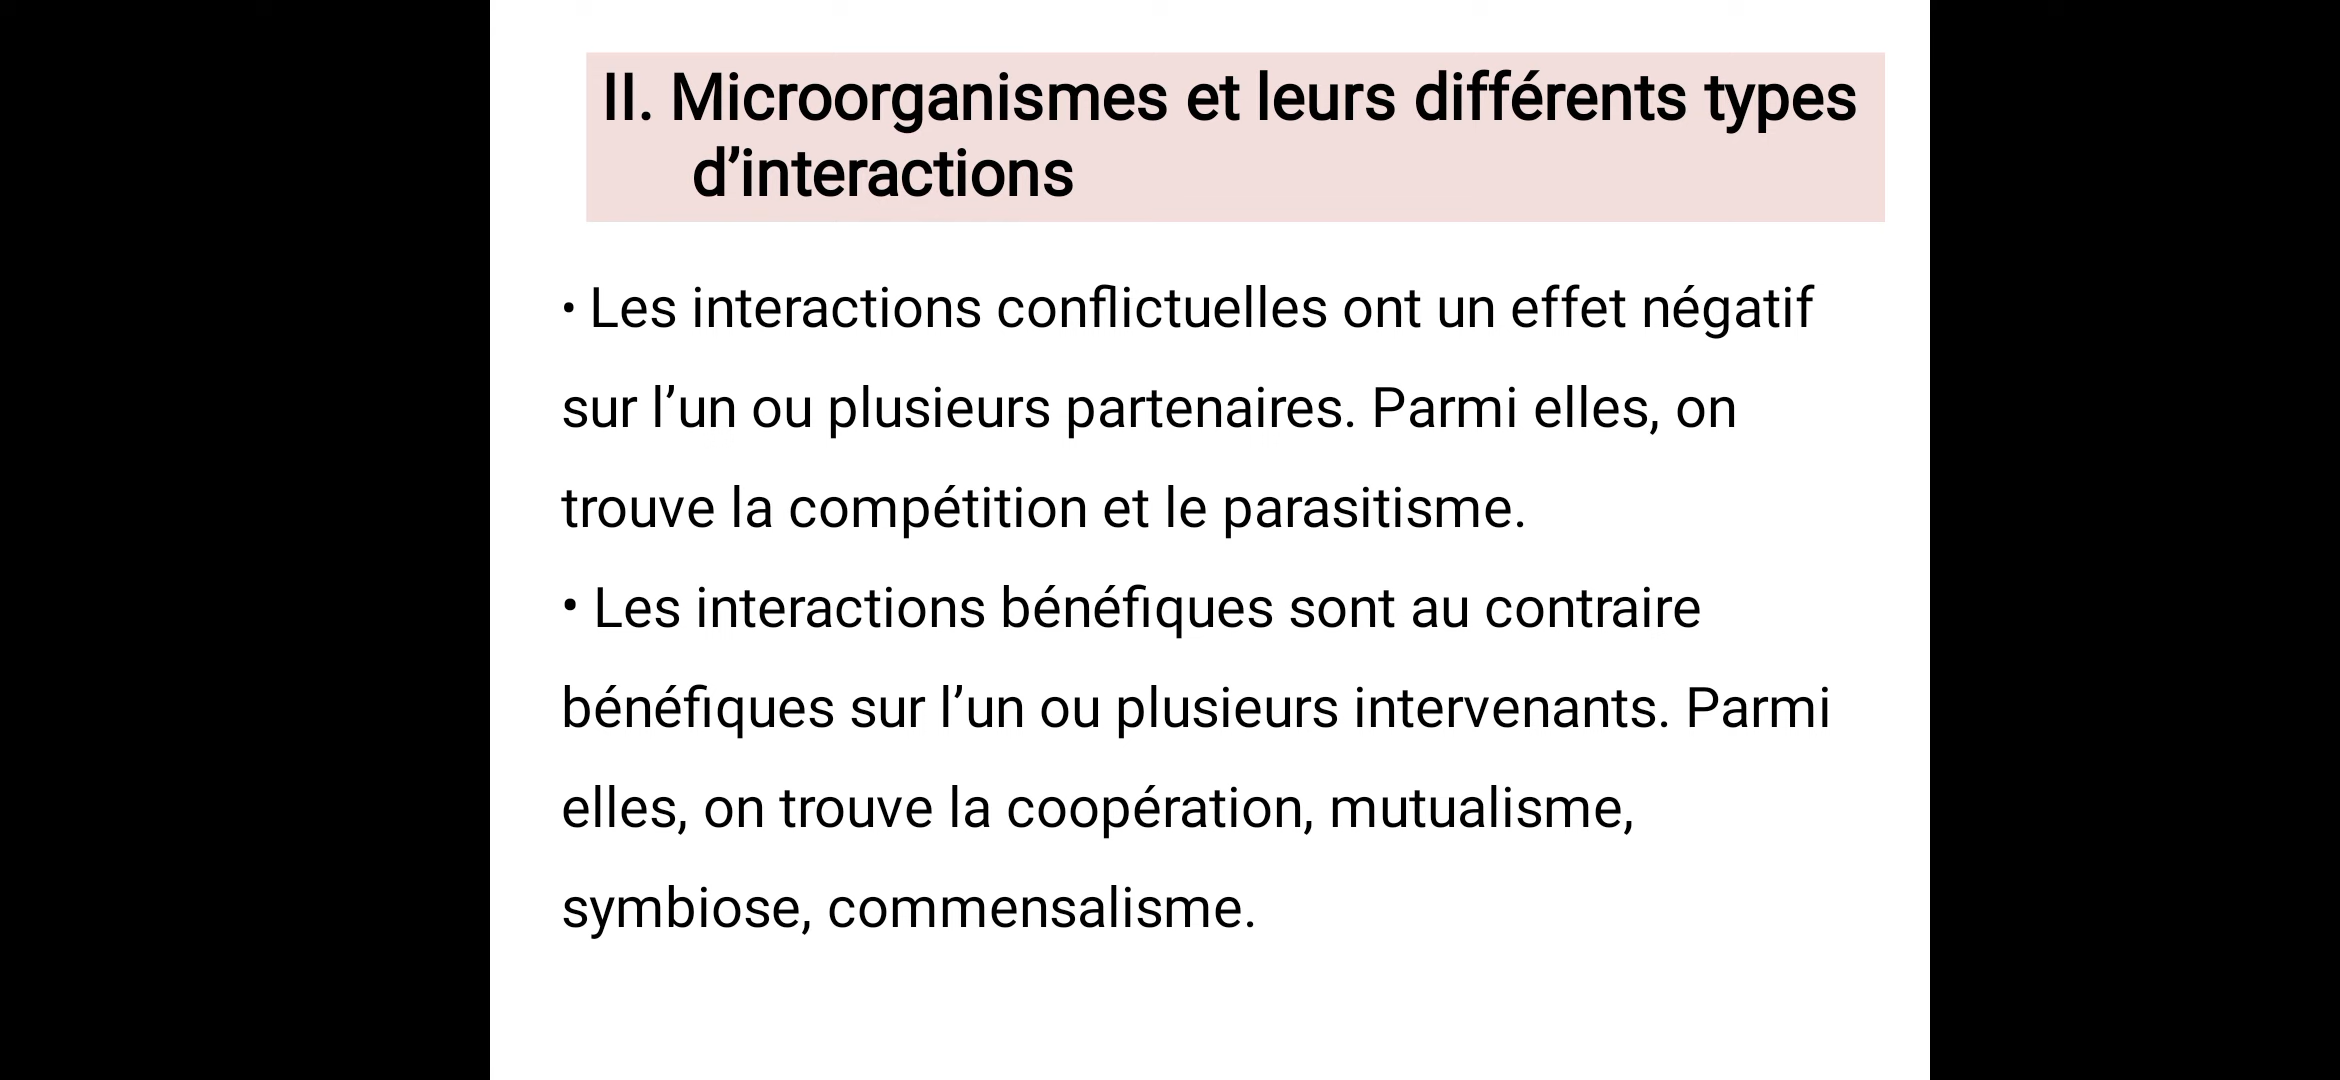 II. Microorganismes et leurs différents types
d’interactions
• Les interactions conflictuelles ont un effet négatif
sur l’un ou plusieurs partenaires. Parmi elles, on
trouve la compétition et le parasitisme.
• Les interactions bénéfiques sont au contraire
bénéfiques sur l’un ou plusieurs intervenants. Parmi
elles, on trouve la coopération, mutualisme,
symbiose, commensalisme.